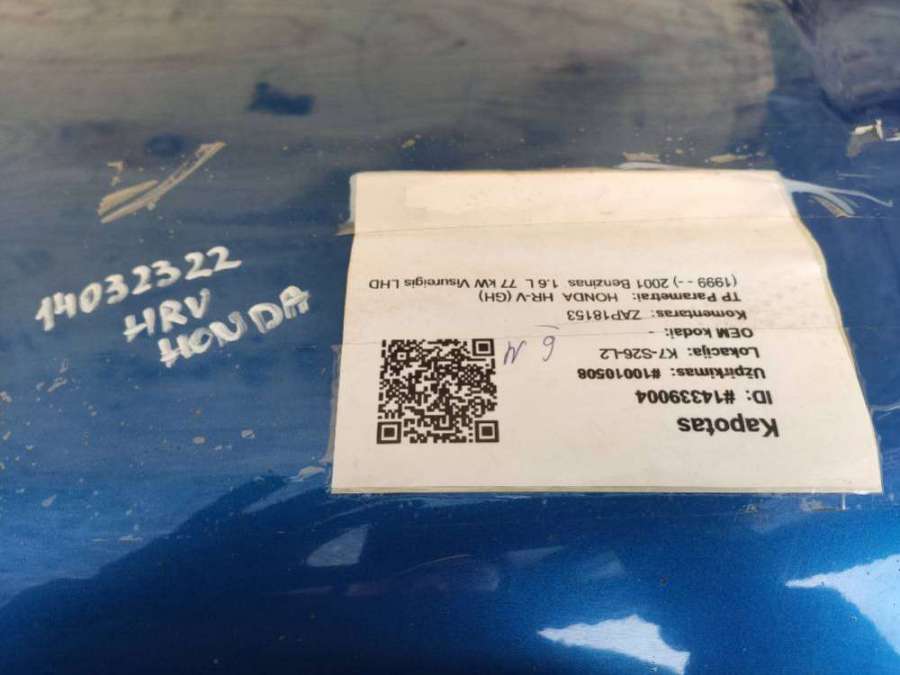 14032322
HRV
HONDA
Kapotas
ID: #14339004
Užpirkimas: #10010508
Lokacija: K7-S26-L2
OEM kodai: -
Komentaras: ZAP18153
TP Parametrai: HONDA HR-V (GH)
(1999 - -) 2001 Benzinas 1.6 L 77 kW Visureigis LHD